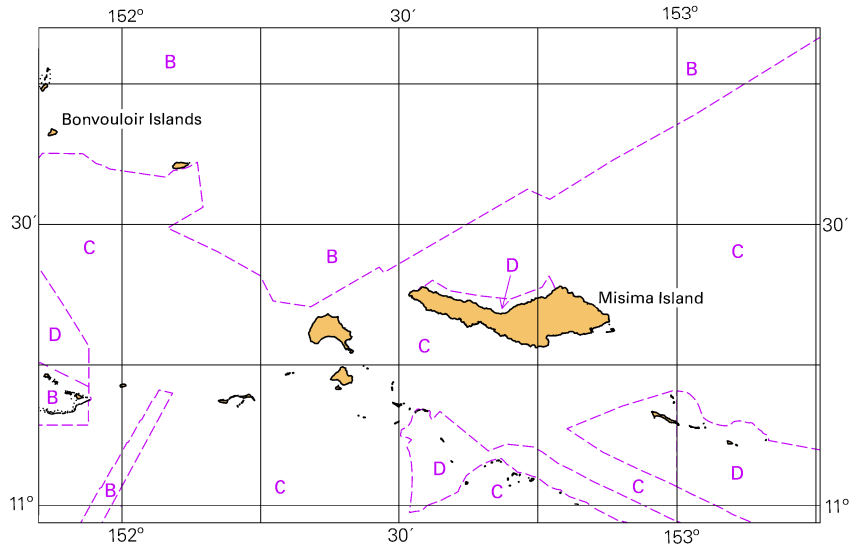 152° 30′ 153°
B
B
Bonvouloir Islands
30′ 30′
C
B
C
D
Misima Island
D
C
B
D
D
B
C
C
C
11° 11°
152° 30′ 153°